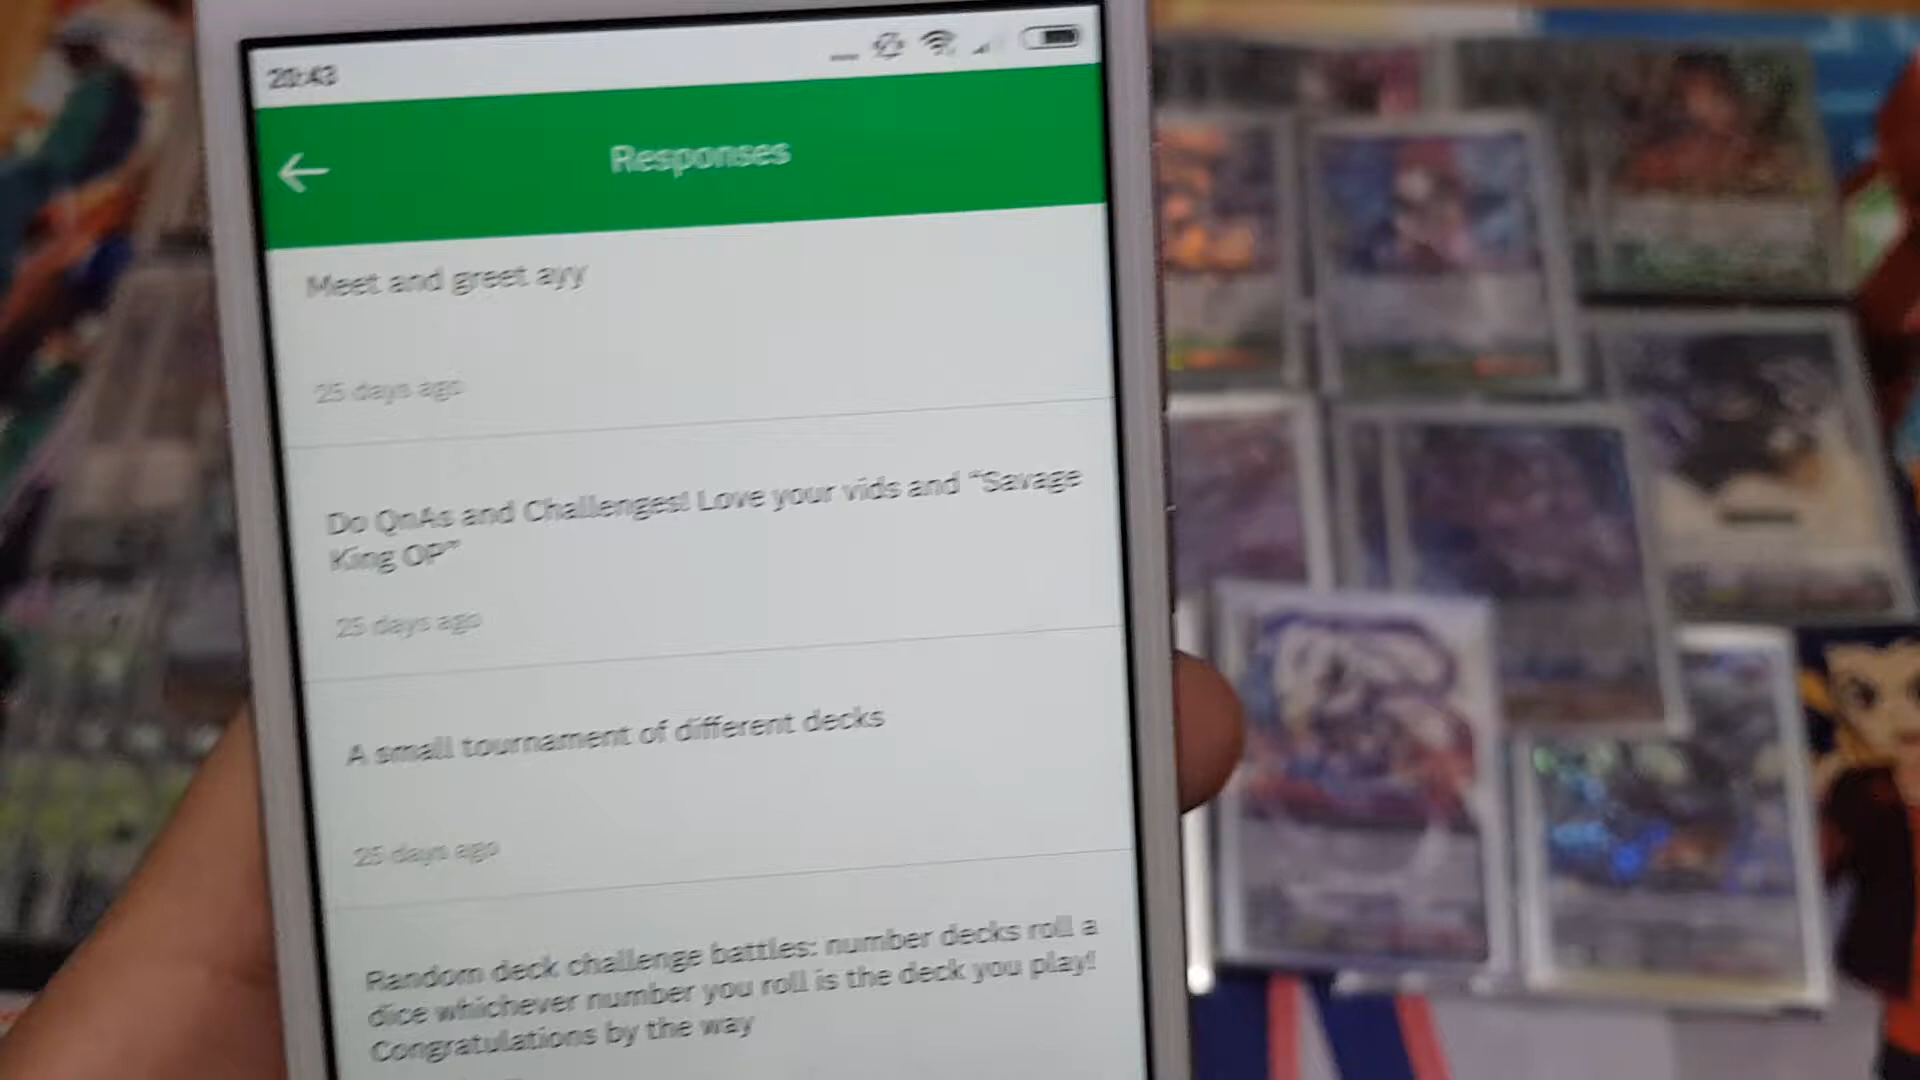 20:43
Responses
Meet and greet ayy
25 days ago
Do QnAs and Challenges! Love your vids and “Savage
King OP”
25 days ago
A small tournament of different decks
25 days ago
Random deck challenge battles: number decks roll a
dice whichever number you roll is the deck you play!
Congratulations by the way